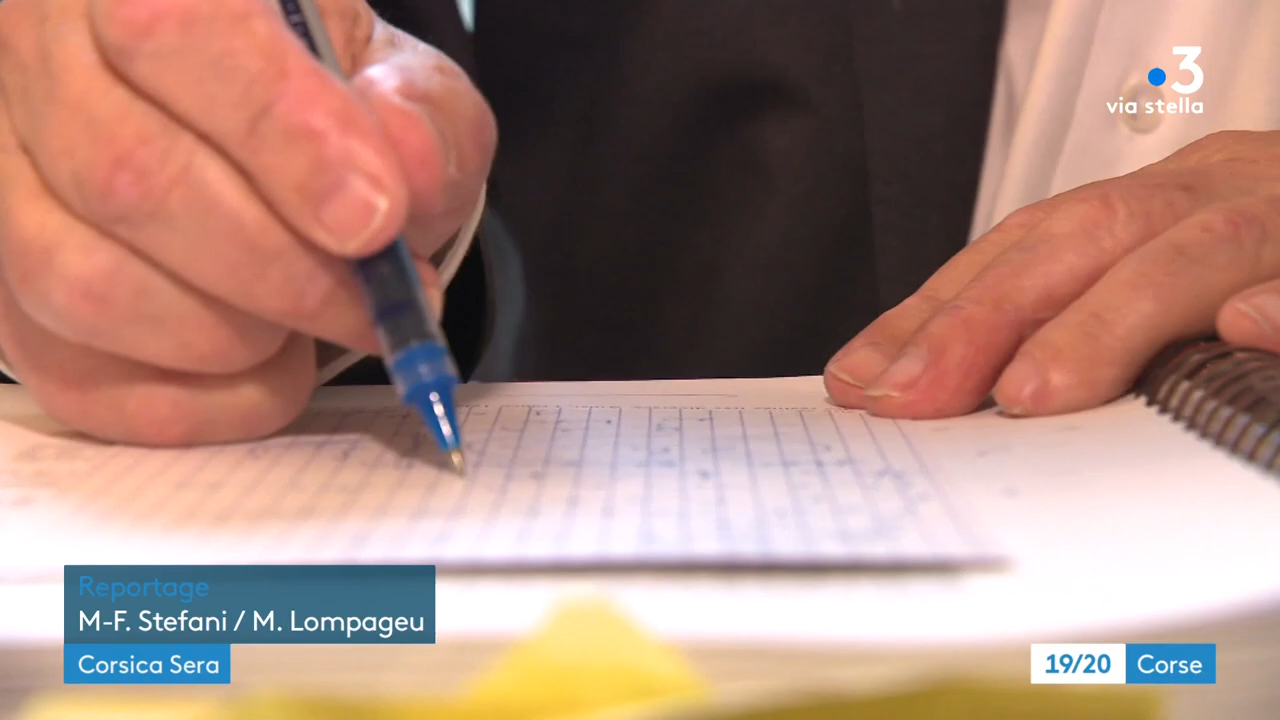 3
via stella
Reportage
M-F. Stefani / M. Lompageu
Corsica Sera
19/20 Corse